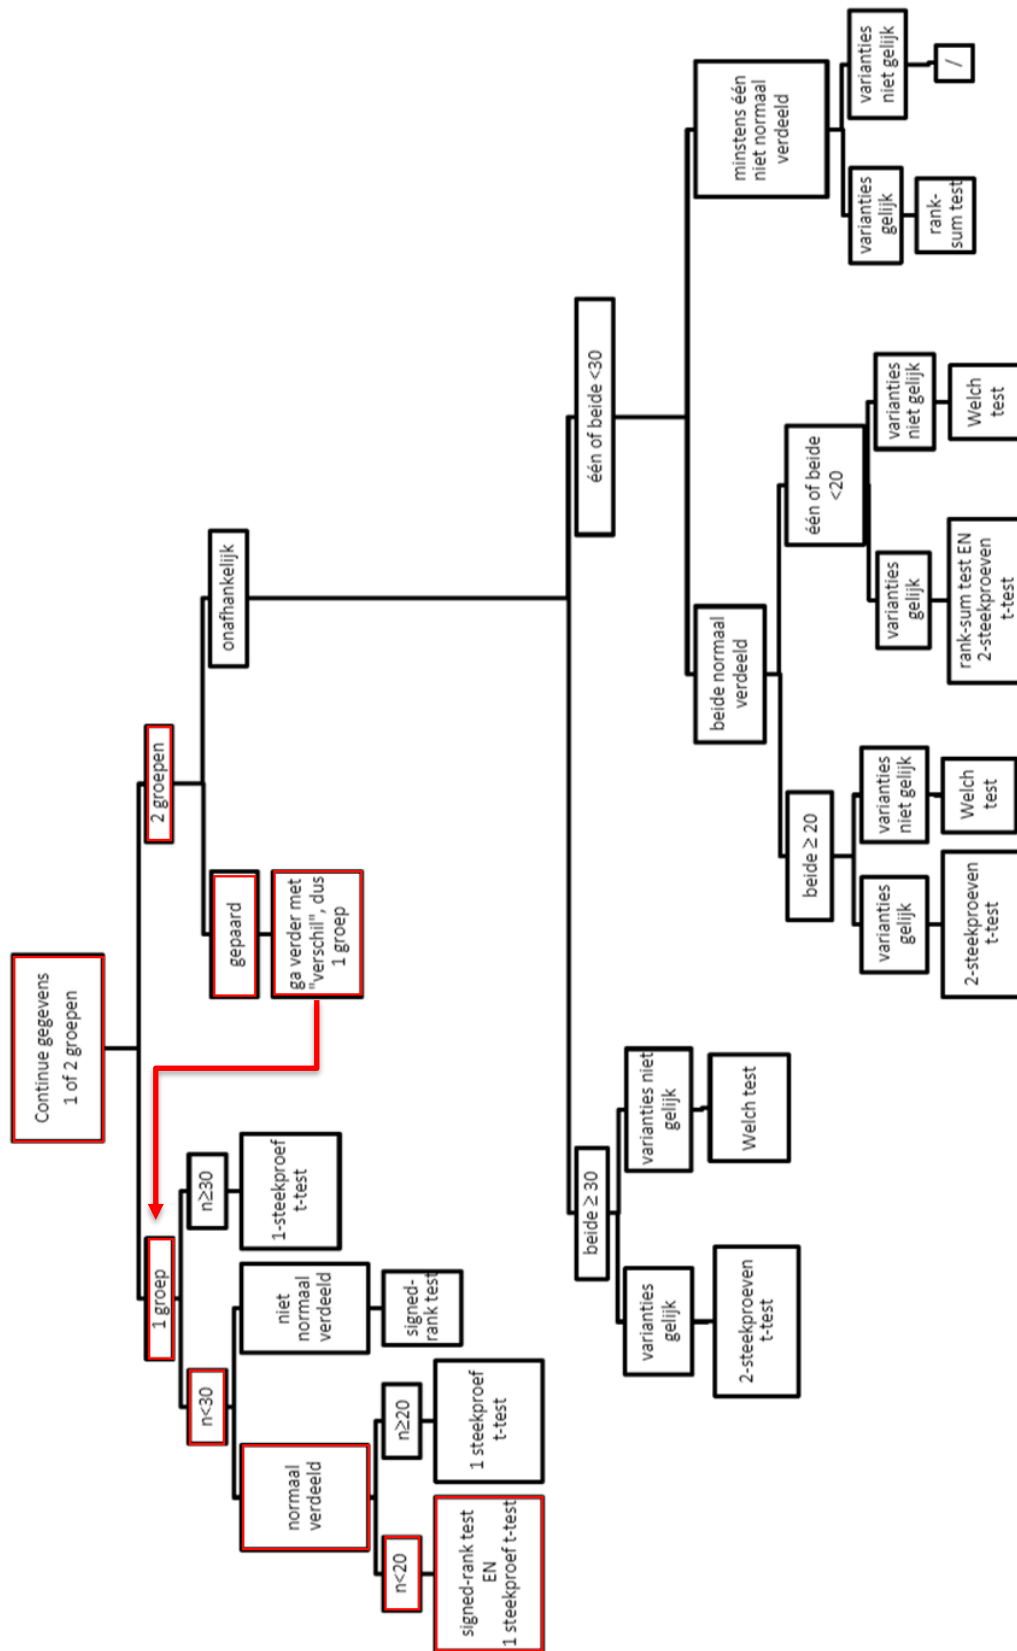 Continue gegevens
1 of 2 groepen
1 groep
2 groepen
n<30
n≥30
gepaard
onafhankelijk
normaal
verdeeld
niet
normaal
verdeeld
1-steekproef
t-test
ga verder met
"verschil", dus
1 groep
n<20
n≥20
signed-
rank test
signed-rank test
EN
1 steekproef t-test
1 steekproef
t-test
beide ≥ 30
één of beide <30
varianties
gelijk
varianties niet
gelijk
2-steekproeven
t-test
Welch test
beide normaal
verdeeld
minstens één
niet normaal
verdeeld
beide ≥ 20
één of beide
<20
varianties
gelijk
varianties
niet gelijk
varianties
gelijk
varianties
niet gelijk
varianties
gelijk
varianties
niet gelijk
2-steekproeven
t-test
Welch
test
rank-sum test EN
2-steekproeven
t-test
Welch
test
rank-
sum test
/